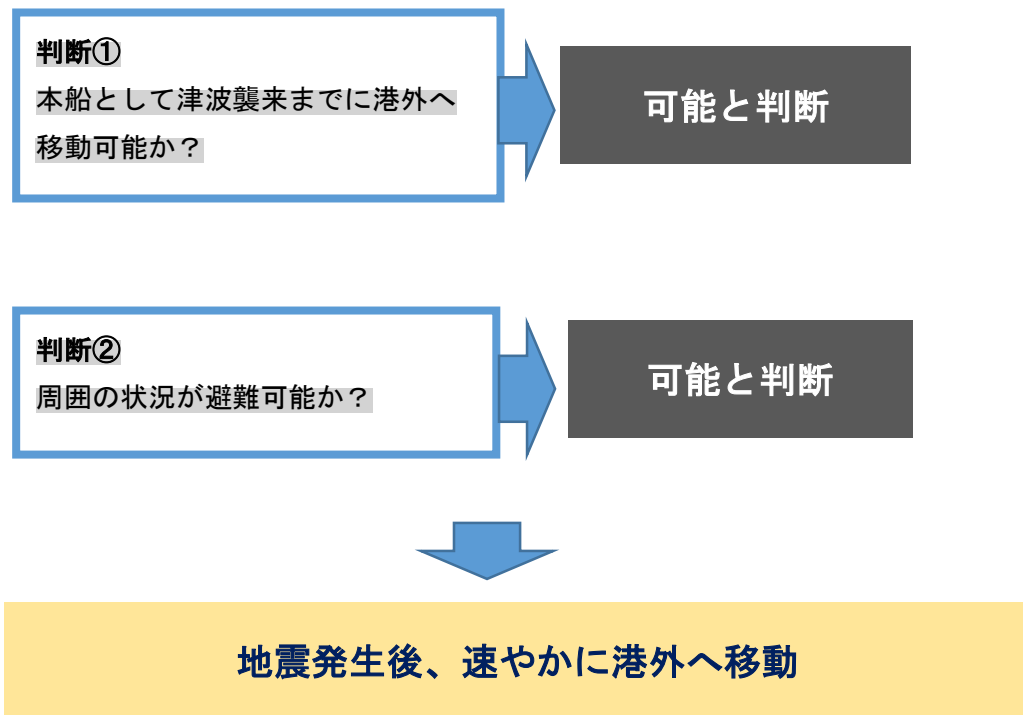 判断①
本船として津波襲来までに港外へ
移動可能か？
可能と判断
判断②
周囲の状況が避難可能か？
可能と判断
地震発生後、速やかに港外へ移動